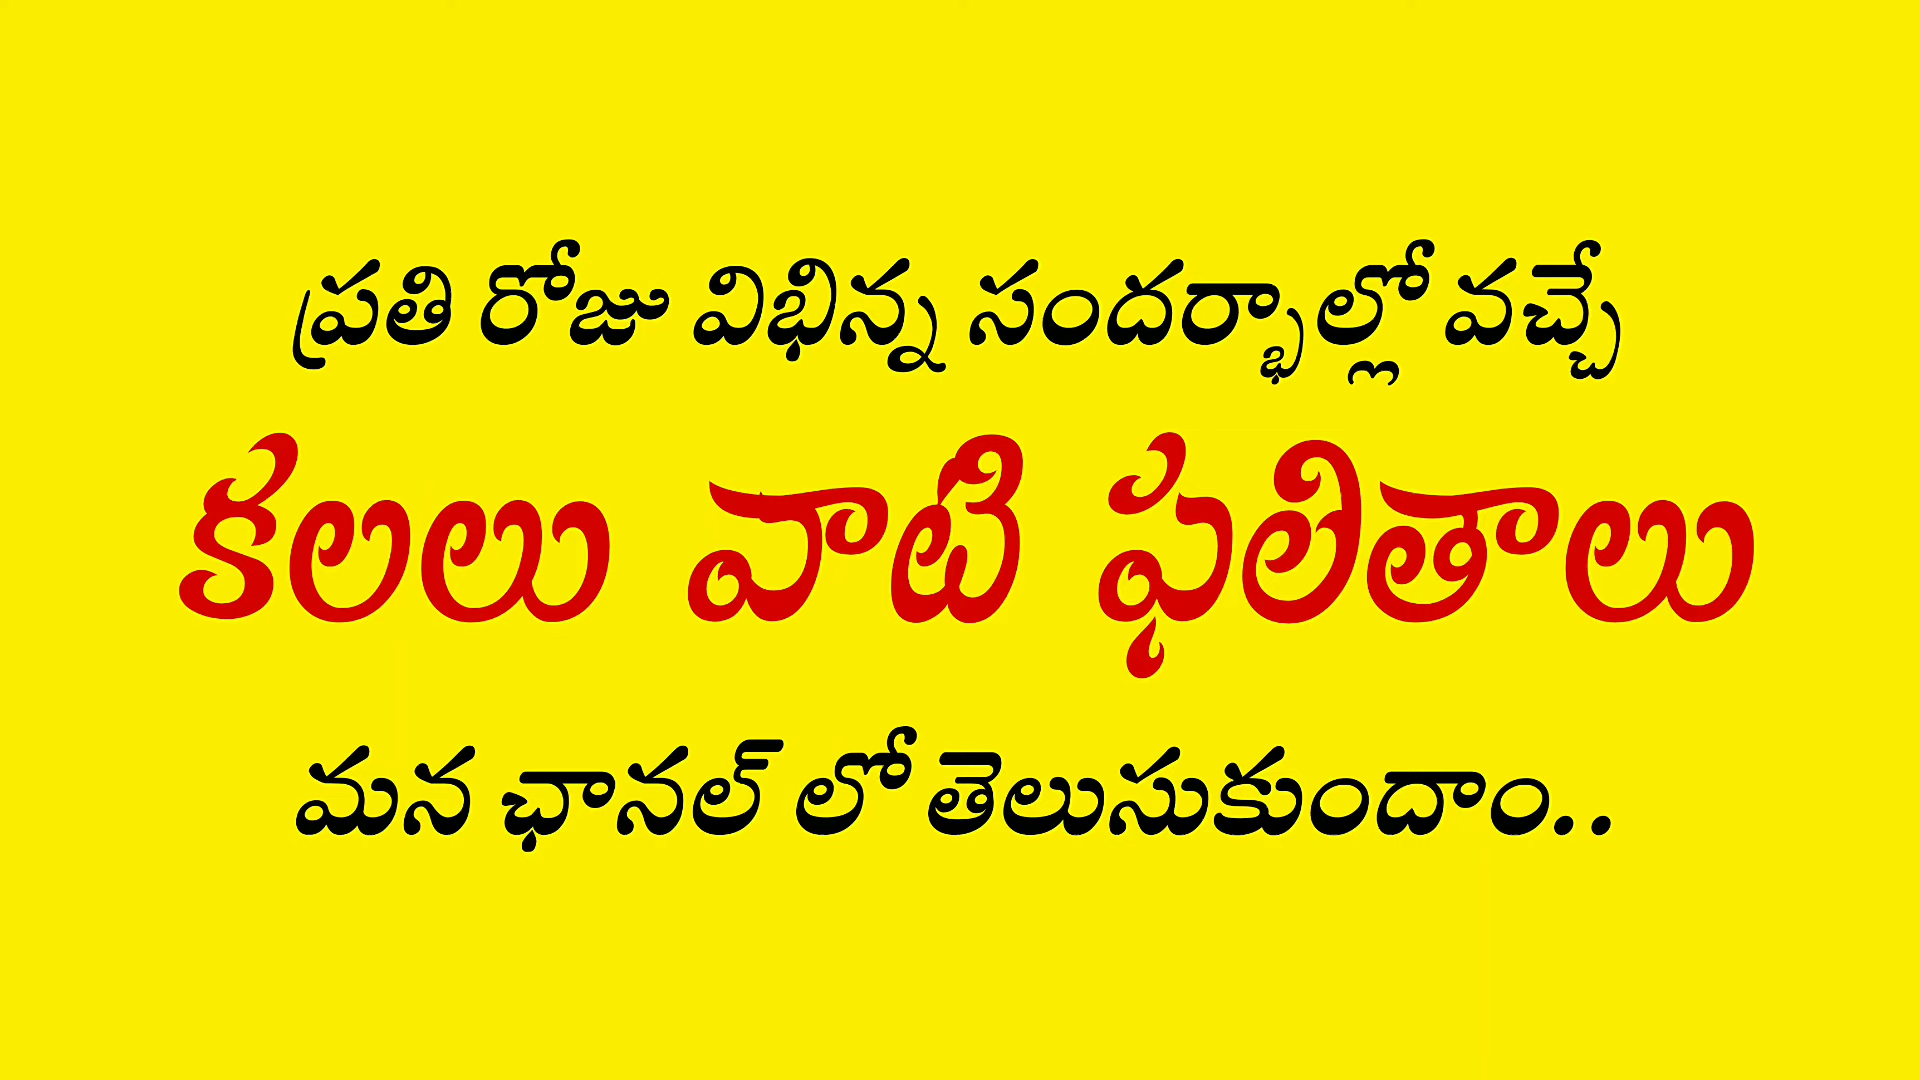 ప్రతి రోజు విభిన్న సందర్భాల్లో వచ్చే
కలలు వాటి ఫలితాలు
మన ఛానల్ లో తెలుసుకుందాం..